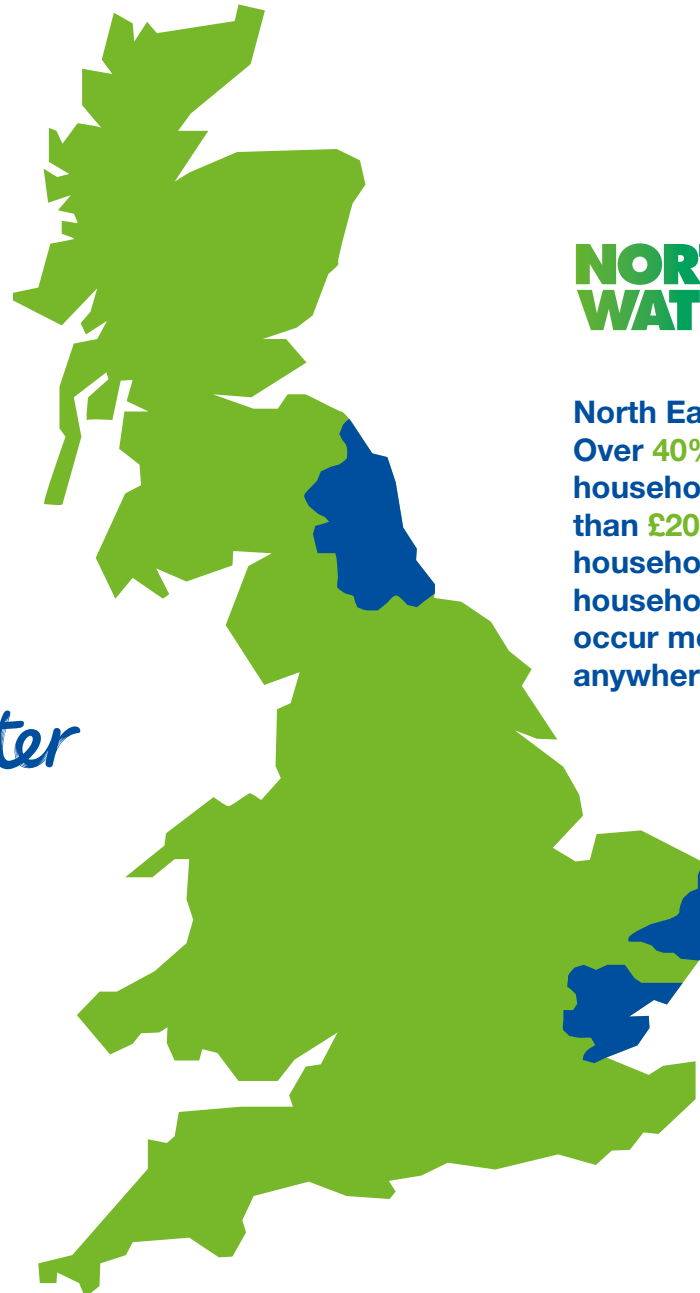 NOR
WAT
North Ea
Over 40%
househo
than £20
househo
househo
occur mo
anywher
ter